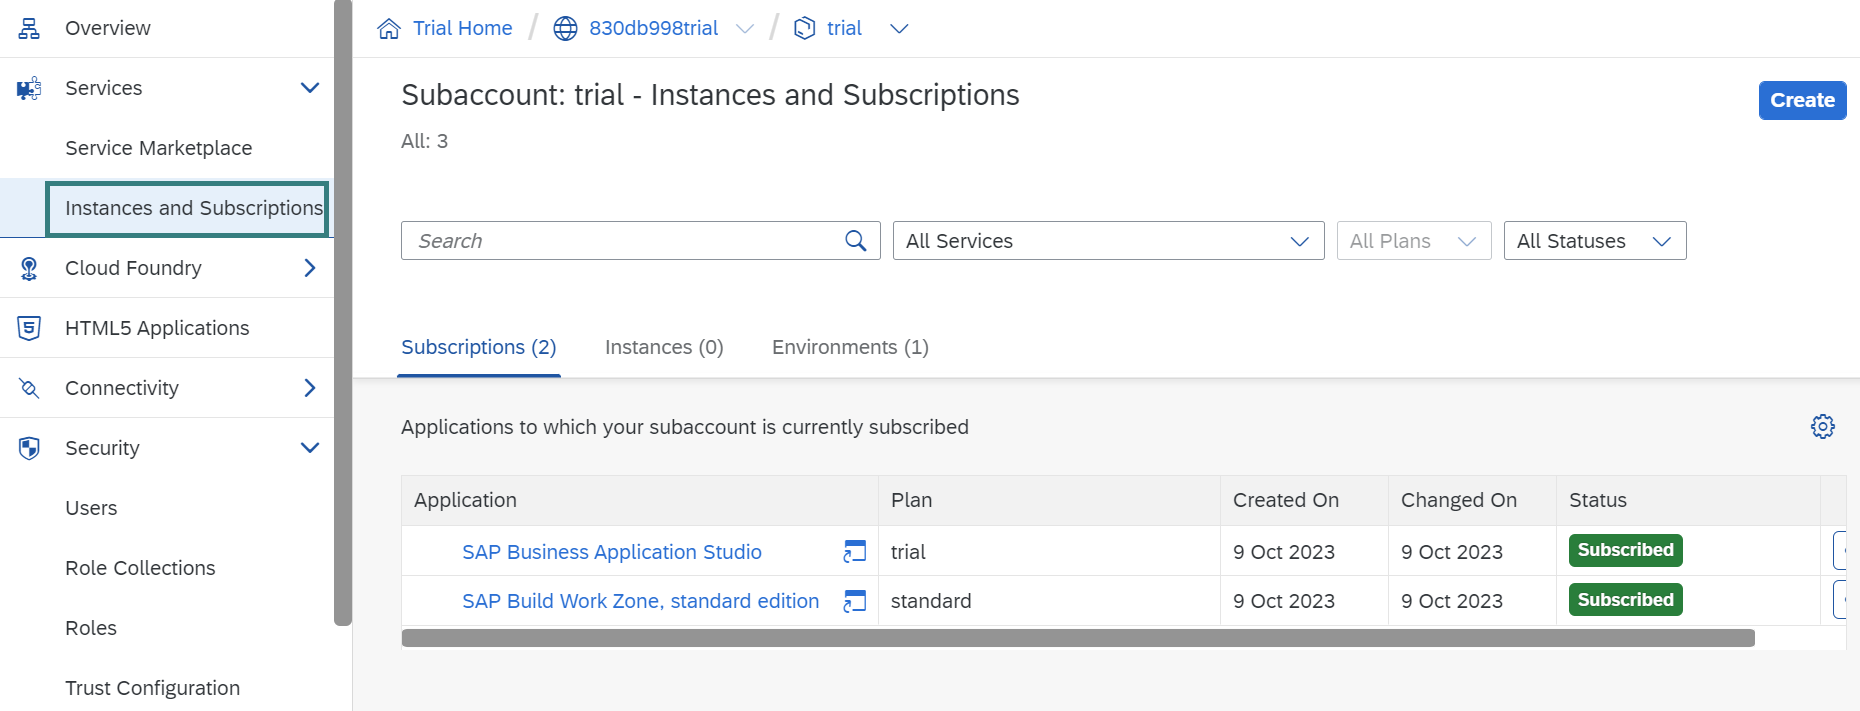 Overview
Services
Service Marketplace
Instances and Subscriptions
Cloud Foundry
HTML5 Applications
Connectivity
Security
Users
Role Collections
Roles
Trust Configuration
Trial Home / 830db998trial / trial
Subaccount: trial - Instances and Subscriptions
Create
All: 3
Search All Services All Plans All Statuses
Subscriptions (2) Instances (0) Environments (1)
Applications to which your subaccount is currently subscribed
Application Plan Created On Changed On Status
SAP Business Application Studio trial 9 Oct 2023 9 Oct 2023 Subscribed
SAP Build Work Zone, standard edition standard 9 Oct 2023 9 Oct 2023 Subscribed